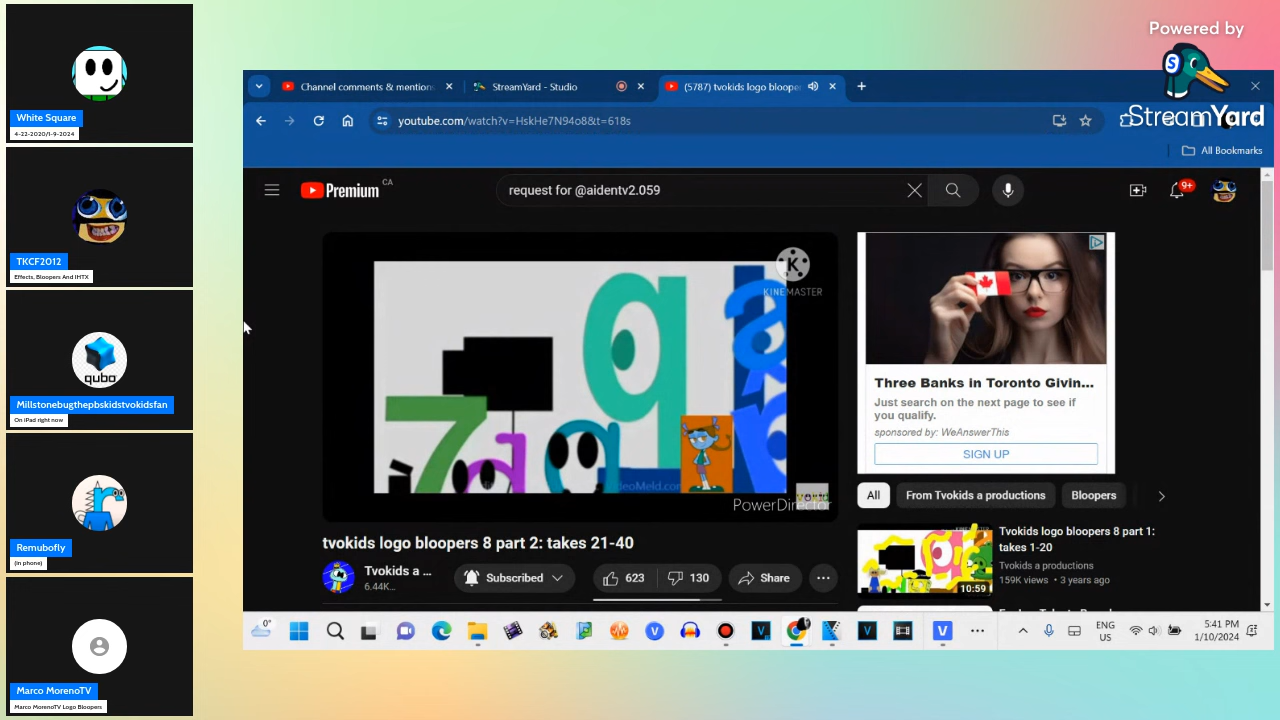 White Square
4-22-2020/1-9-2024
TKCF2012
Effects, Bloopers And IHTX
qubo
Millstonebugthepbskidstvokidsfan
On iPad right now
Remubofly
(In phone)
Marco MorenoTV
Marco MorenoTV Logo Bloopers
Powered by
StreamYard
Channel comments & mention
StreamYard - Studio
(5787) tvokids logo bloope
youtube.com/watch?v=HskHe7N94o8&t=618s
All Bookmarks
Premium CA
request for @aidentv2.059
9+
KINEMASTER
PowerDirector
Three Banks in Toronto Givin...
Just search on the next page to see if
you qualify.
sponsored by: WeAnswerThis
SIGN UP
All
From Tvokids a productions
Bloopers
tvokids logo bloopers 8 part 2: takes 21-40
Tvokids a ...
6.44K...
Subscribed
623
130
Share
Tvokids logo bloopers 8 part 1:
takes 1-20
Tvokids a productions
159K views • 3 years ago
10:59
0°
ENG
US
5:41 PM
1/10/2024